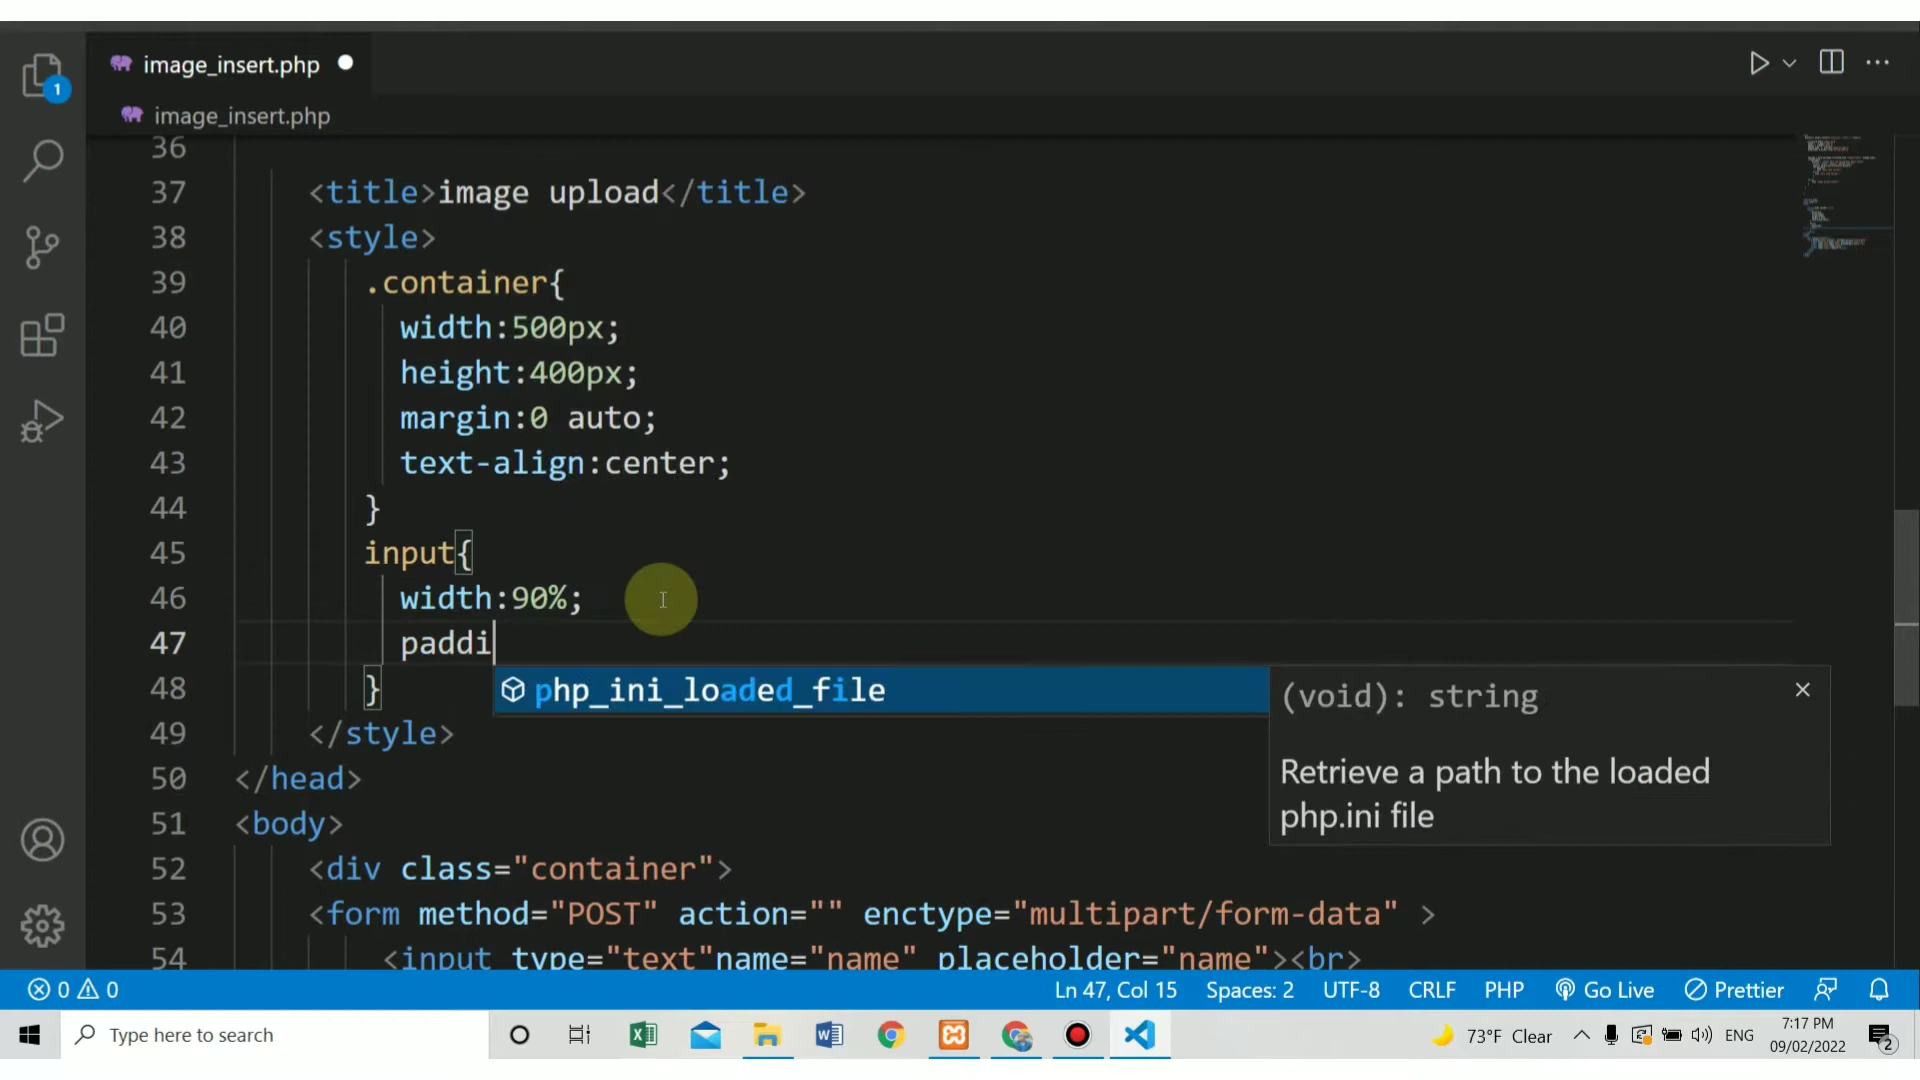 image_insert.php
1
image_insert.php
36
37 <title>image upload</title>
38 <style>
39 .container{
40 width:500px;
41 height:400px;
42 margin:0 auto;
43 text-align:center;
44 }
45 input{
46 width:90%;
47 paddi
php_ini_loaded_file
(void): string
Retrieve a path to the loaded
php.ini file
48 }
49 </style>
50 </head>
51 <body>
52 <div class="container">
53 <form method="POST" action="" enctype="multipart/form-data" >
54 <input type="text"name="name" placeholder="name"><br>
0 0 Ln 47, Col 15 Spaces: 2 UTF-8 CRLF PHP Go Live Prettier
Type here to search 73°F Clear ENG 7:17 PM
09/02/2022
2